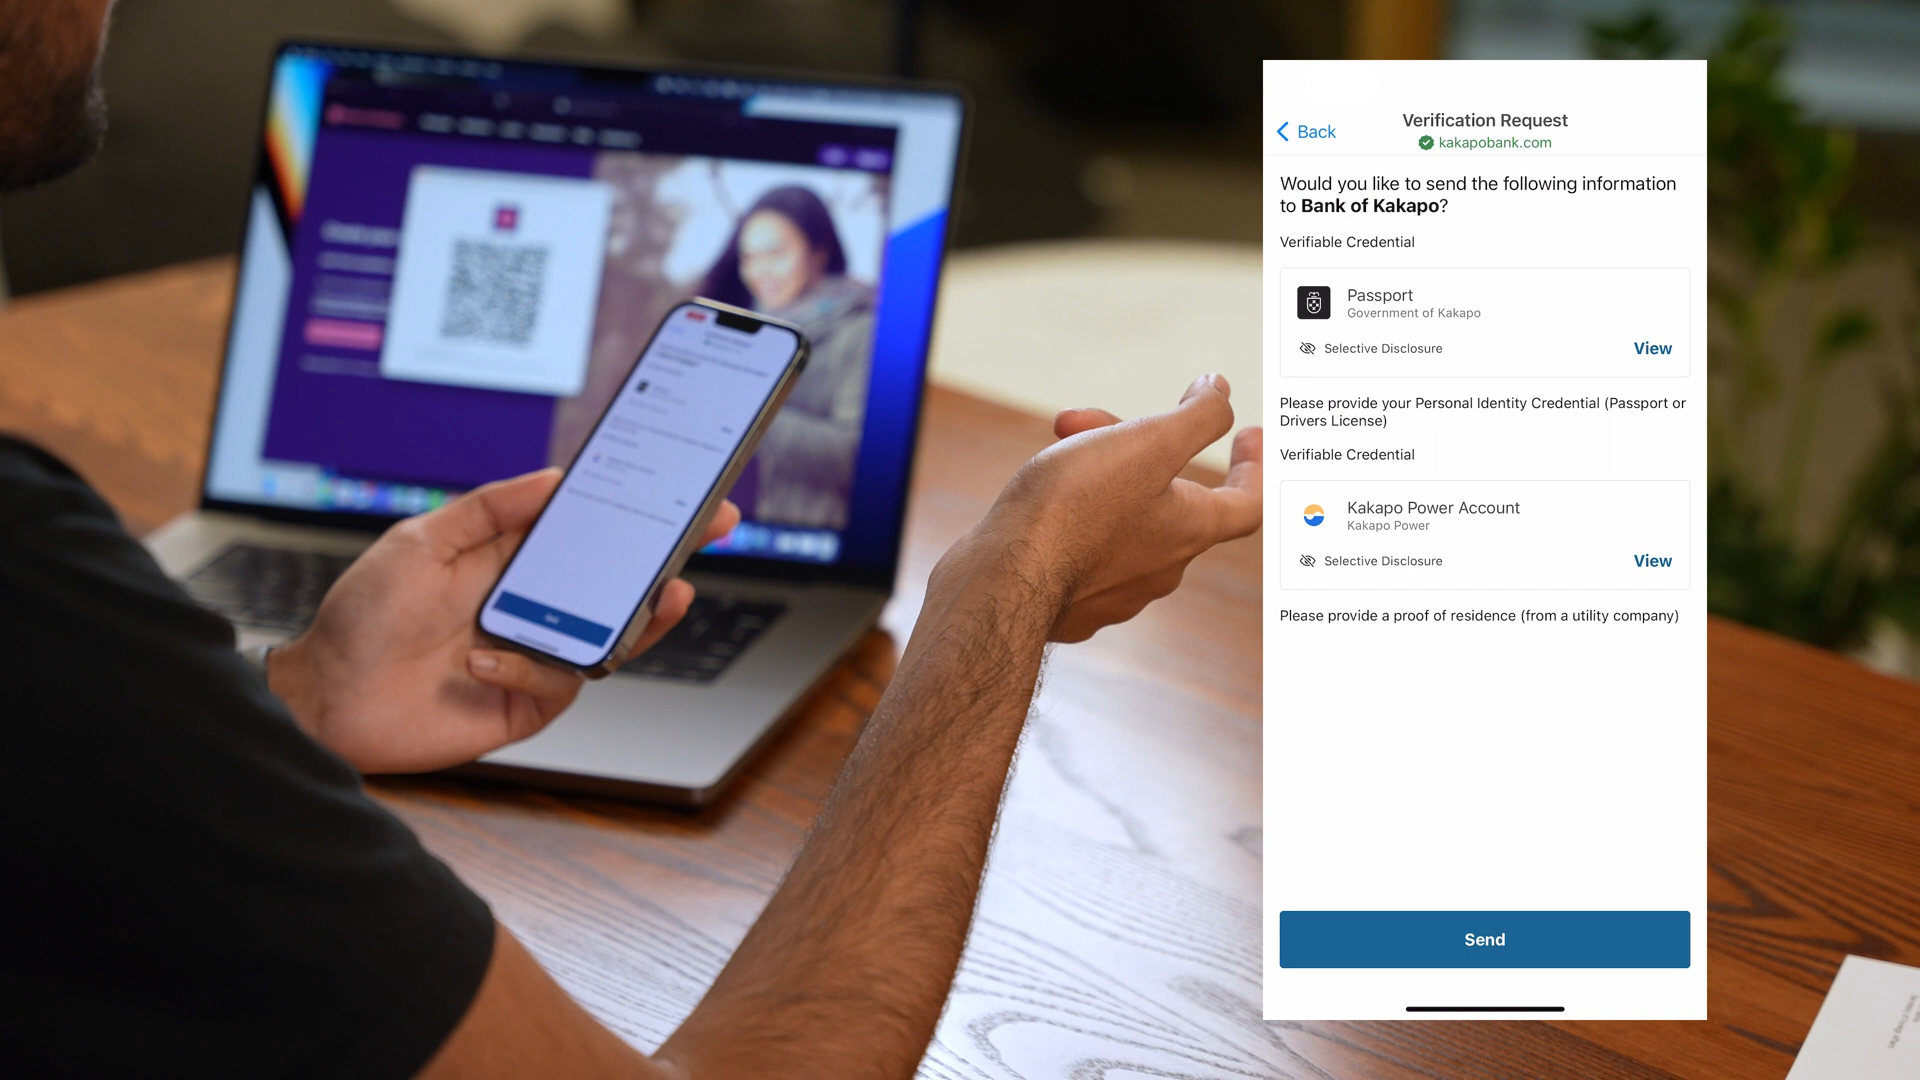 Back
Verification Request
kakapobank.com
Would you like to send the following information
to Bank of Kakapo?
Verifiable Credential
Passport
Government of Kakapo
Selective Disclosure
View
Please provide your Personal Identity Credential (Passport or
Drivers License)
Verifiable Credential
Kakapo Power Account
Kakapo Power
Selective Disclosure
View
Please provide a proof of residence (from a utility company)
Send